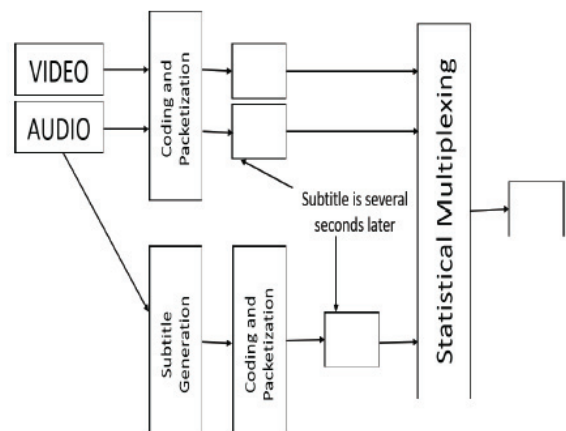 VIDEO
AUDIO
Coding and
Packetization
Subtitle is several
seconds later
Subtitle
Generation
Coding and
Packetization
Statistical Multiplexing